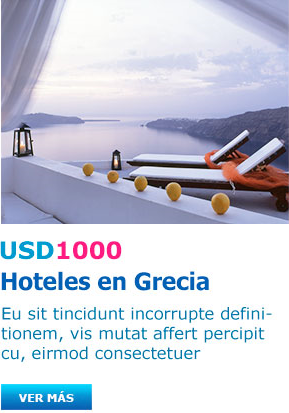 USD1000
Hoteles en Grecia
Eu sit tincidunt incorrupte defini-
tionem, vis mutat affert percipit
cu, eirmod consectetuer
VER MÁS